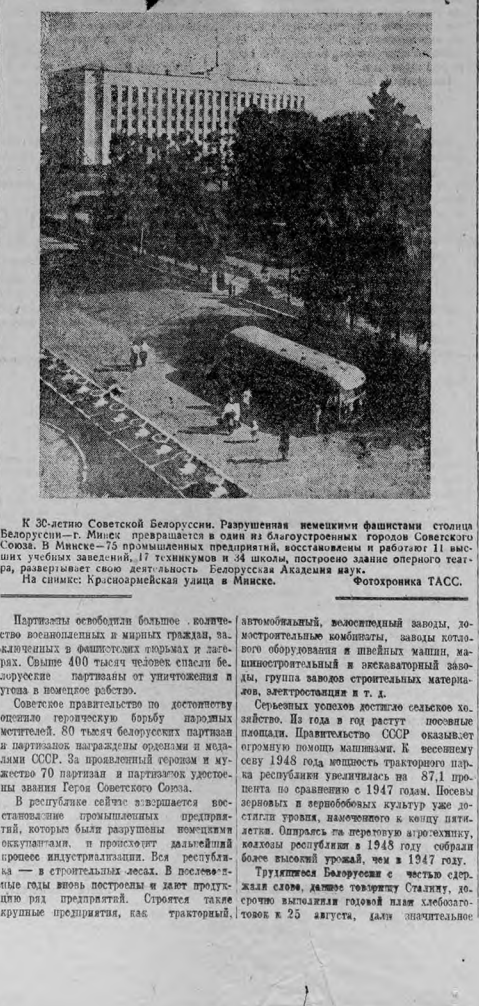 К 30-летию Советской Белоруссии. Разрушенная немецкими фашистами столица
Белоруссии—г. Минск превращается в один из благоустроенных городов Советского
Союза. В Минске—75 промышленных предприятий, восстановлены и работают 11 выс-
ших учебных заведений, 17 техникумов и 34 школы, построено здание оперного теат-
ра, развертывает свою деятельность Белорусская Академия наук.
На снимке: Красноармейская улица в Минске. Фотохроника ТАСС.
Партизаны освободили большое количе-
ство военнопленных и мирных граждан, за-
ключенных в фашистских тюрьмах и лаге-
рах. Свыше 400 тысяч человек спасли бе-
лорусские партизаны от уничтожения и
угона в немецкое рабство.
Советское правительство по достоинству
оценило героическую борьбу народных
мстителей. 80 тысяч белорусских партизан
и партизанок награждены орденами и меда-
лями СССР. За проявленный героизм и му-
жество 70 партизан и партизанок удостое-
ны звания Героя Советского Союза.
В республике сейчас завершается вос-
становление промышленных предприя-
тий, которые были разрушены немецкими
оккупантами, и происходит дальнейший
процесс индустриализации. Вся республи-
ка — в строительных лесах. В послевоен-
ные годы вновь построены и дают продук-
цию ряд предприятий. Строятся такие
крупные предприятия, как тракторный,
автомобильный, велосипедный заводы, до-
мостроительные комбинаты, заводы котло-
вого оборудования и швейных машин, ма-
шиностроительный и экскаваторный заво-
ды, группа заводов строительных материа-
лов, электростанции и т. д.
Серьезных успехов достигло сельское хо-
зяйство. Из года в год растут посевные
площади. Правительство СССР оказывает
огромную помощь машинами. К весеннему
севу 1948 года мощность тракторного пар-
ка республики увеличилась на 87,1 про-
цента по сравнению с 1947 годам. Посевы
зерновых и зернобобовых культур уже до-
стигли уровня, намеченного к концу пяти-
летки. Опираясь на передовую агротехнику,
колхозы республики в 1948 году собрали
более высокий урожай, чем в 1947 году.
Трудящиеся Белоруссии с честью сдер-
жали слово, данное товарищу Сталину, до-
срочно выполнили годовой план хлебозаго-
товок к 25 августа, дали значительное